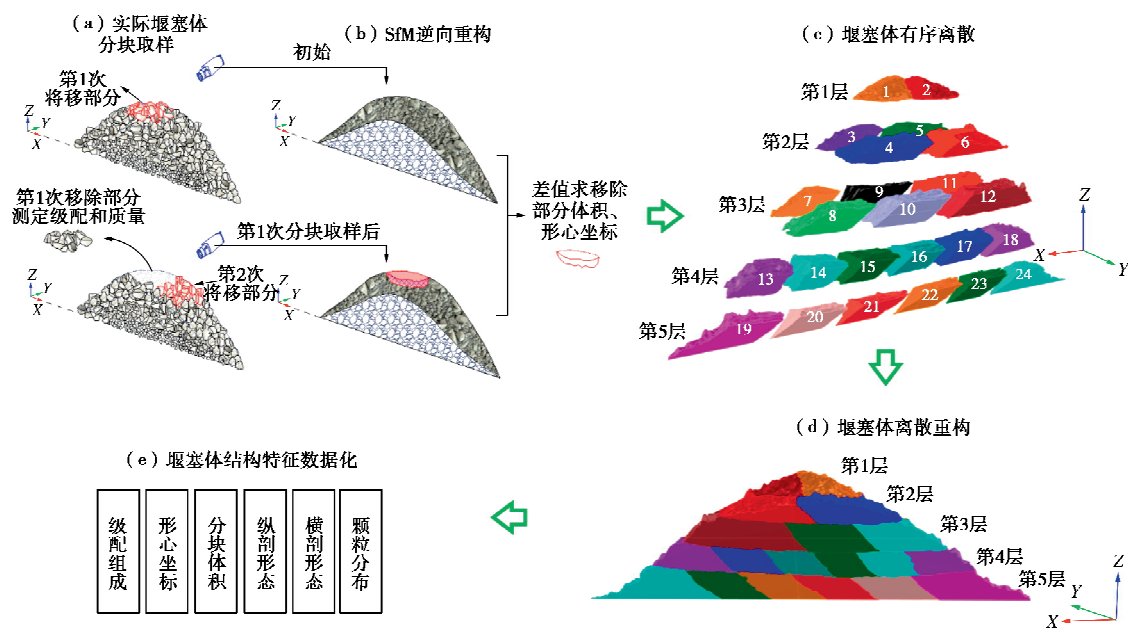 （a）实际堰塞体
分块取样
第1次
将移部分
Z
Y
X
第1次移除部分
测定级配和质量
第2次
将移部分
Z
Y
X
（b）SfM逆向重构
初始
Z
Y
X
第1次分块取样后
Z
Y
X
差值求移除
部分体积、
形心坐标
（c）堰塞体有序离散
第1层
1
2
第2层
3
4
5
6
第3层
7
8
9
10
11
12
第4层
13
14
15
16
17
18
第5层
19
20
21
22
23
24
Z
X
Y
（d）堰塞体离散重构
第1层
第2层
第3层
第4层
第5层
Z
Y
X
（e）堰塞体结构特征数据化
级配组成
形心坐标
分块体积
纵剖形态
横剖形态
颗粒分布